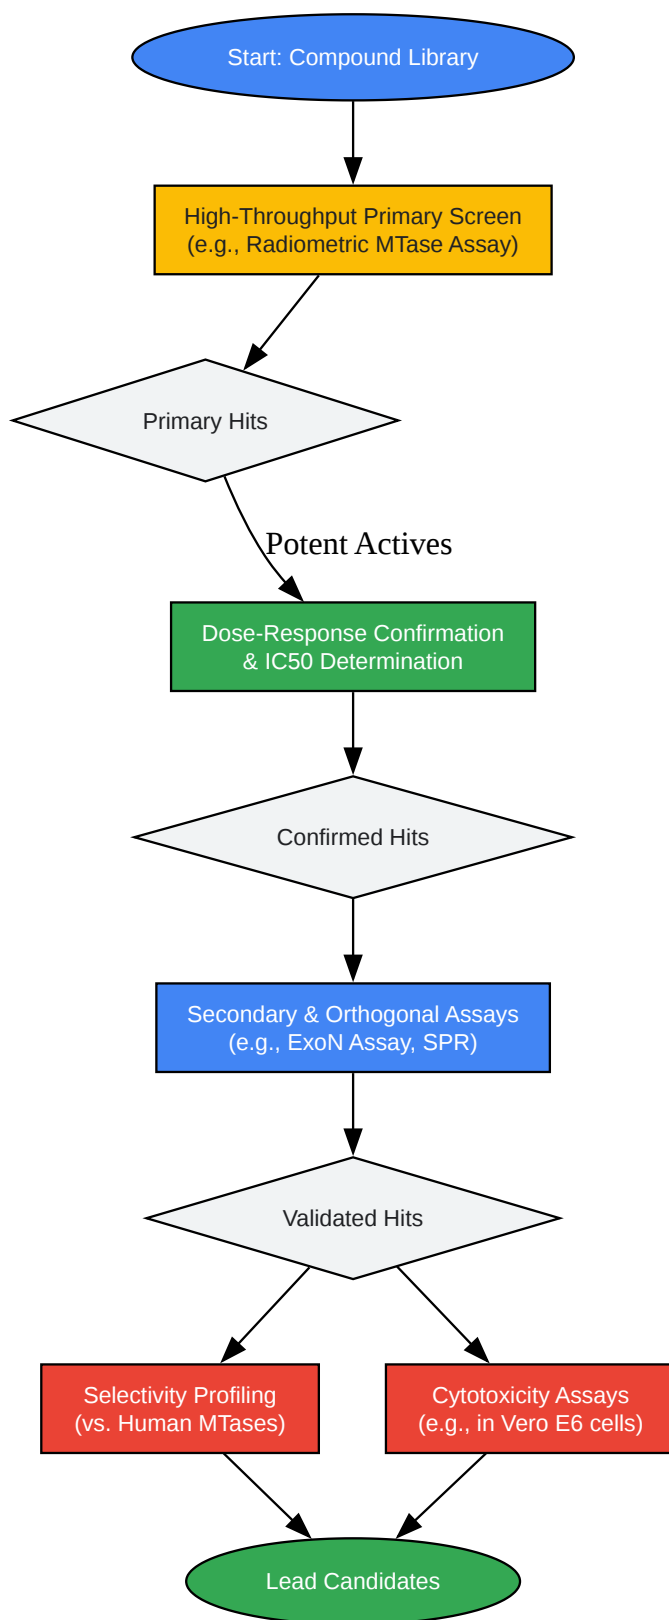 Start: Compound Library
High-Throughput Primary Screen
(e.g., Radiometric MTase Assay)
Primary Hits
Potent Actives
Dose-Response Confirmation
& IC50 Determination
Confirmed Hits
Secondary & Orthogonal Assays
(e.g., ExoN Assay, SPR)
Validated Hits
Selectivity Profiling
(vs. Human MTases)
Cytotoxicity Assays
(e.g., in Vero E6 cells)
Lead Candidates